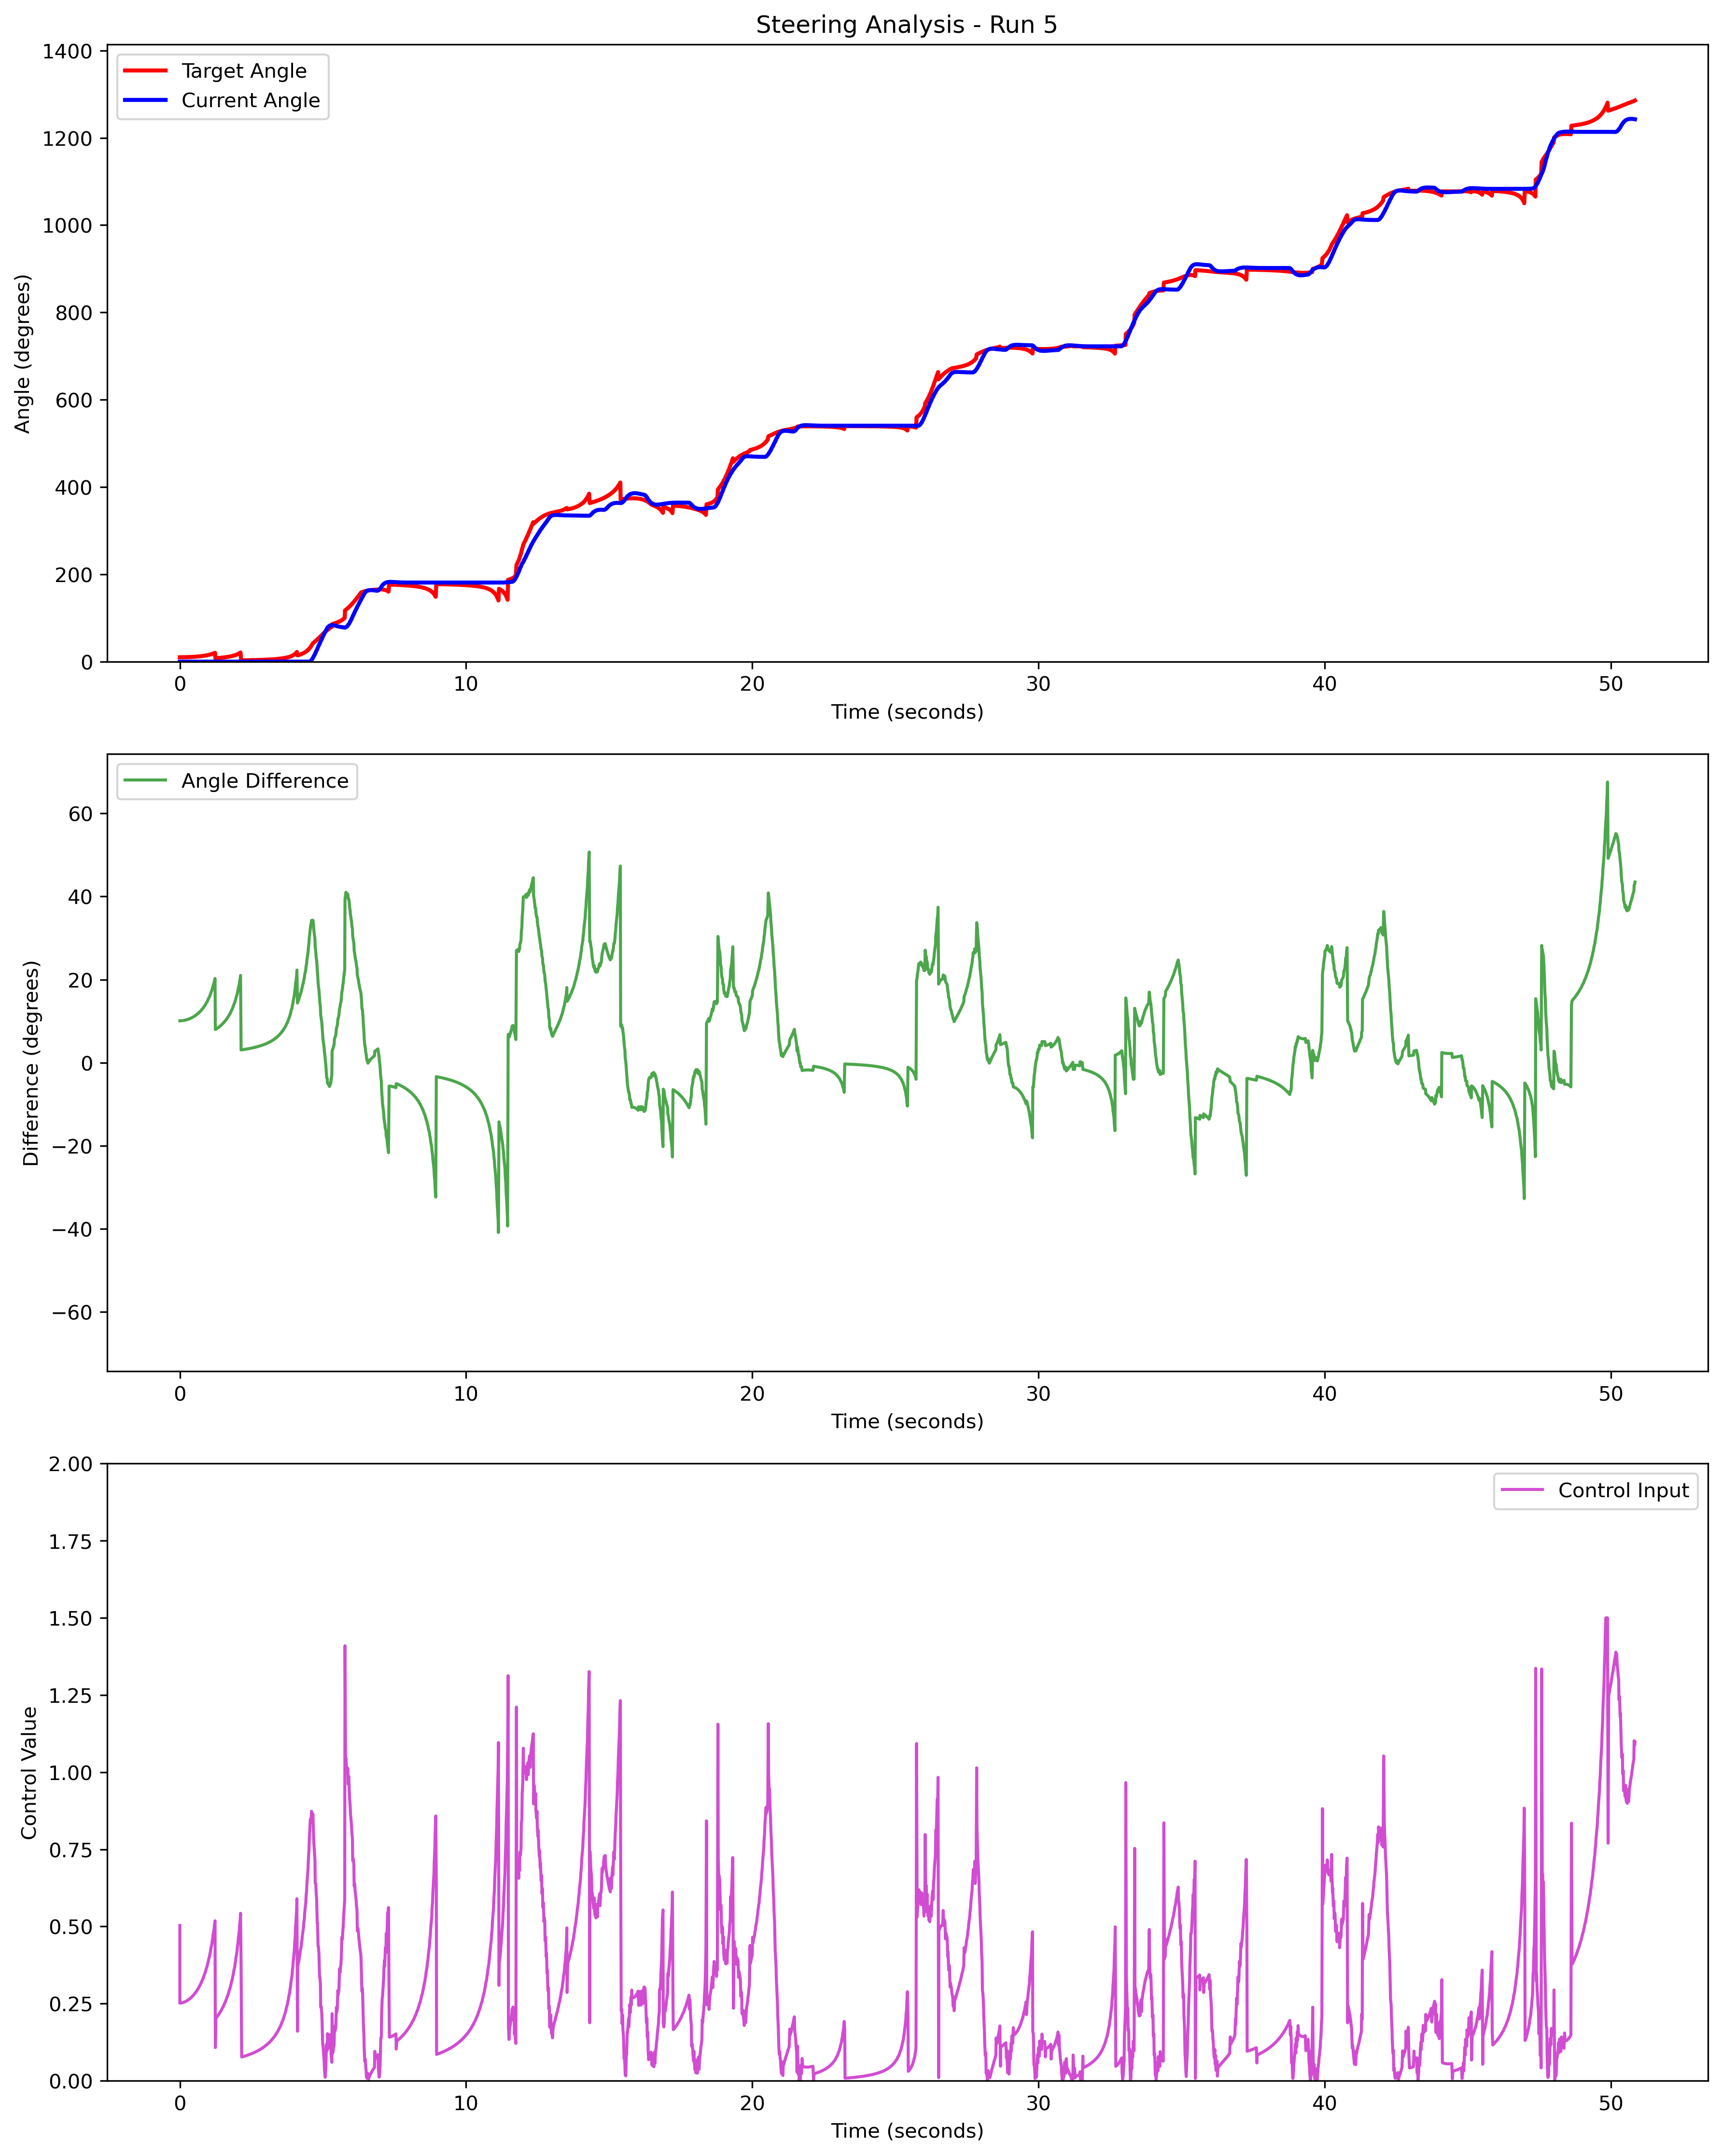 Steering Analysis - Run 5
1400
1200
1000
800
600
400
200
0
Angle (degrees)
Target Angle
Current Angle
0 10 20 30 40 50
Time (seconds)
60
40
20
0
−20
−40
−60
Difference (degrees)
Angle Difference
0 10 20 30 40 50
Time (seconds)
2.00
1.75
1.50
1.25
1.00
0.75
0.50
0.25
0.00
Control Value
Control Input
0 10 20 30 40 50
Time (seconds)